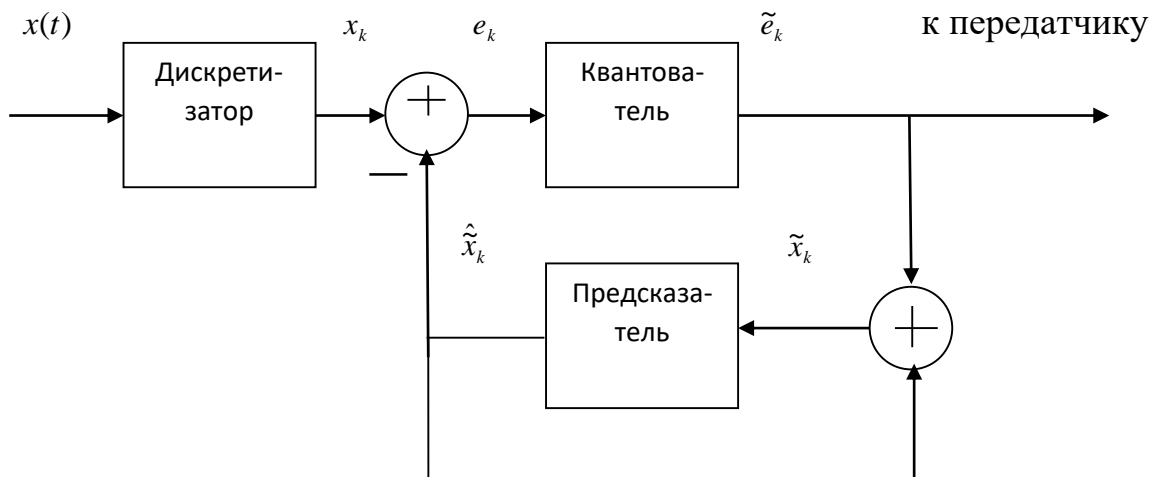 x(t) x_k e_k ẽ_k к передатчику
Дискрети-
затор
+
Квантова-
тель
—
x̃̂_k x̃_k
Предсказа-
тель
+